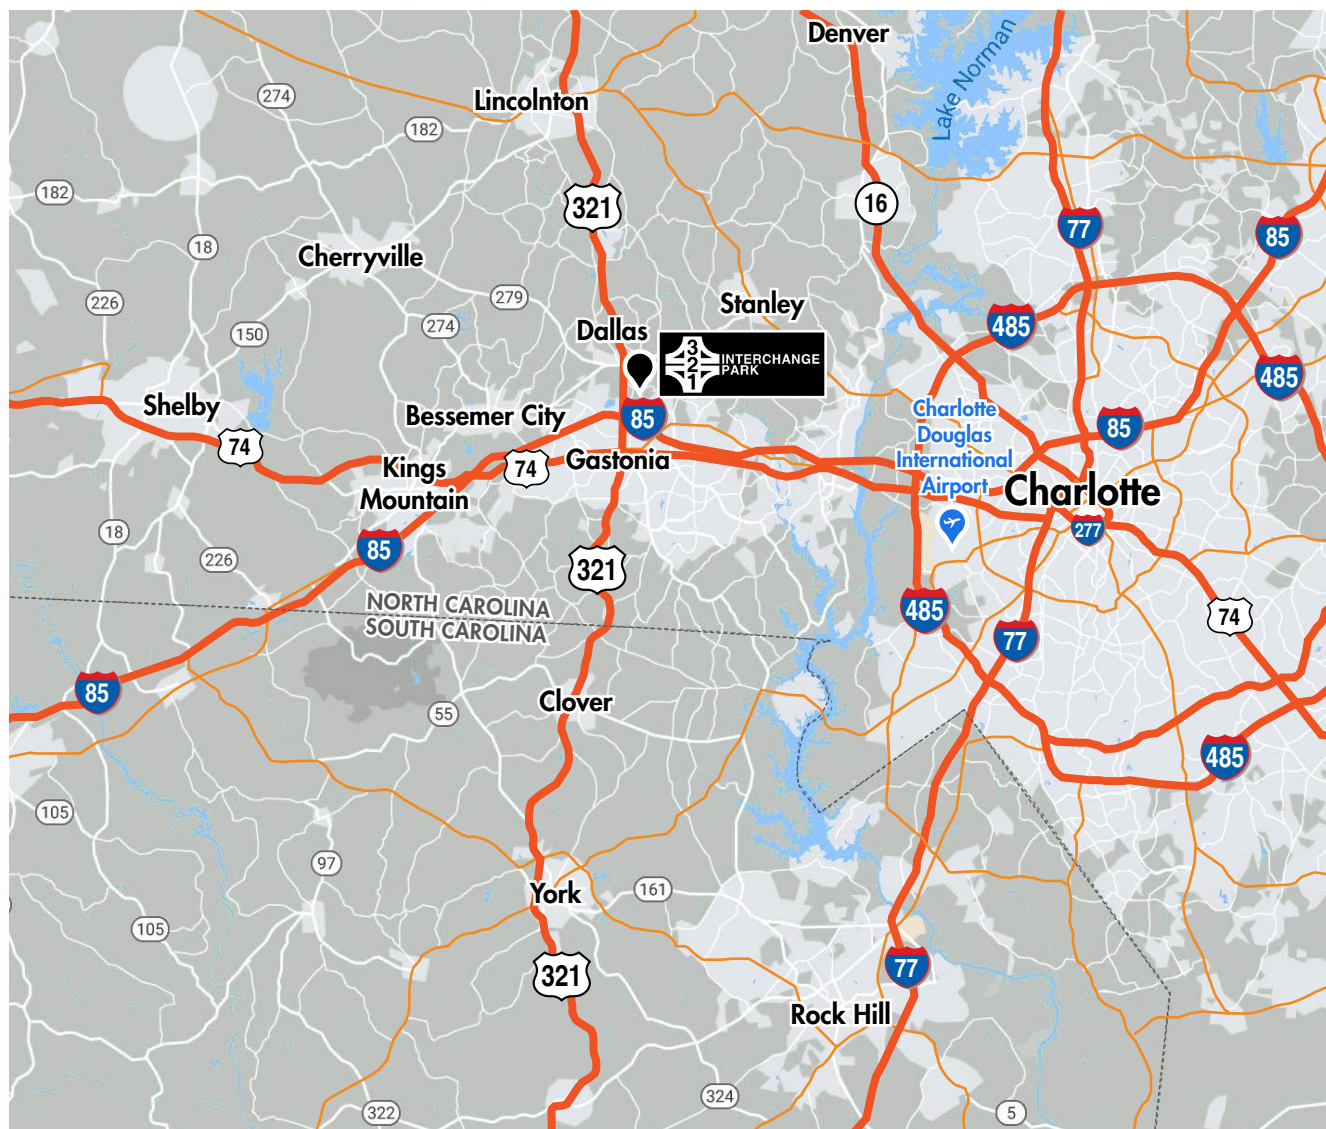 Denver
Lake Norman
274
Lincolnton
182
182
321
16
77
85
18
Cherryville
226
279
Stanley
150
274
Dallas
485
3
2
1
INTERCHANGE
PARK
485
Shelby
Bessemer City
85
Charlotte
Douglas
International
Airport
85
74
Kings
Mountain
74
Gastonia
Charlotte
277
18
226
85
321
NORTH CAROLINA
SOUTH CAROLINA
485
77
74
85
55
Clover
485
105
97
York
161
105
321
77
Rock Hill
322
324
5